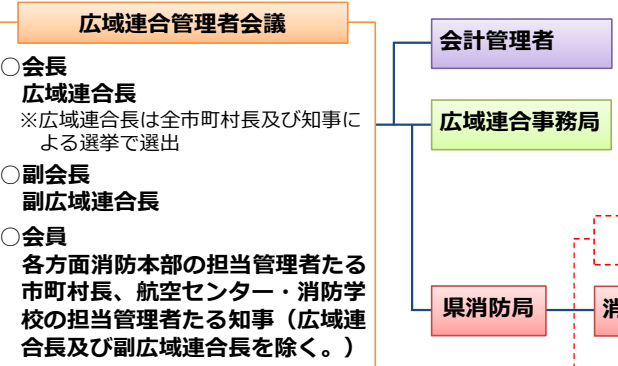 広域連合管理者会議
○会長
広域連合長
※広域連合長は全市町村長及び知事に
よる選挙で選出
○副会長
副広域連合長
○会員
各方面消防本部の担当管理者たる
市町村長、航空センター・消防学
校の担当管理者たる知事（広域連
合長及び副広域連合長を除く。）
会計管理者
広域連合事務局
県消防局
消